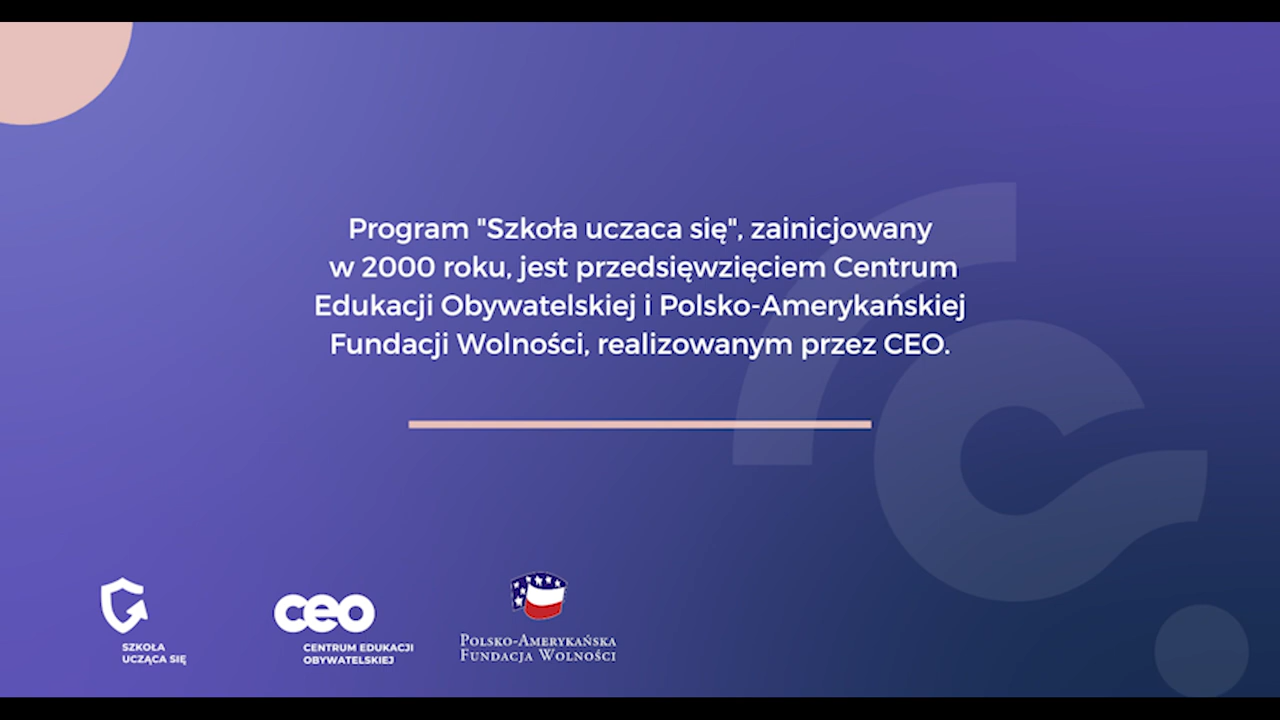 Program "Szkoła uczaca się", zainicjowany
w 2000 roku, jest przedsięwzięciem Centrum
Edukacji Obywatelskiej i Polsko-Amerykańskiej
Fundacji Wolności, realizowanym przez CEO.
SZKOŁA
UCZĄCA SIĘ
ceo
CENTRUM EDUKACJI
OBYWATELSKIEJ
POLSKO-AMERYKAŃSKA
FUNDACJA WOLNOŚCI